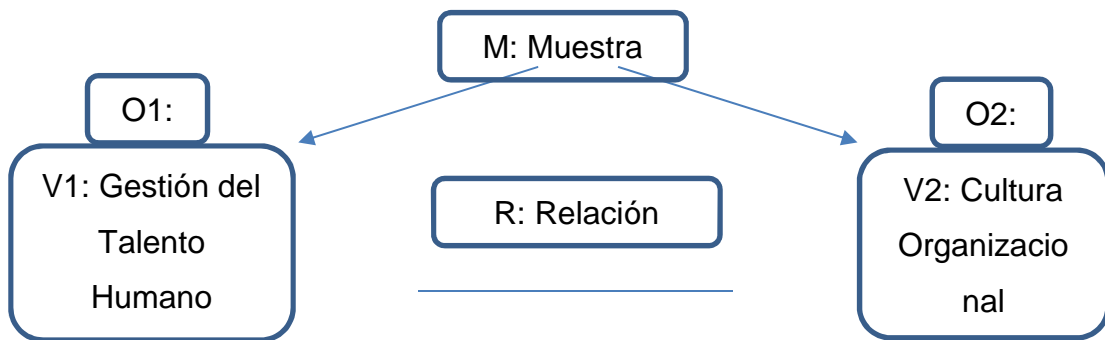 M: Muestra
O1:
O2:
V1: Gestión del
Talento
Humano
R: Relación
V2: Cultura
Organizacio
nal